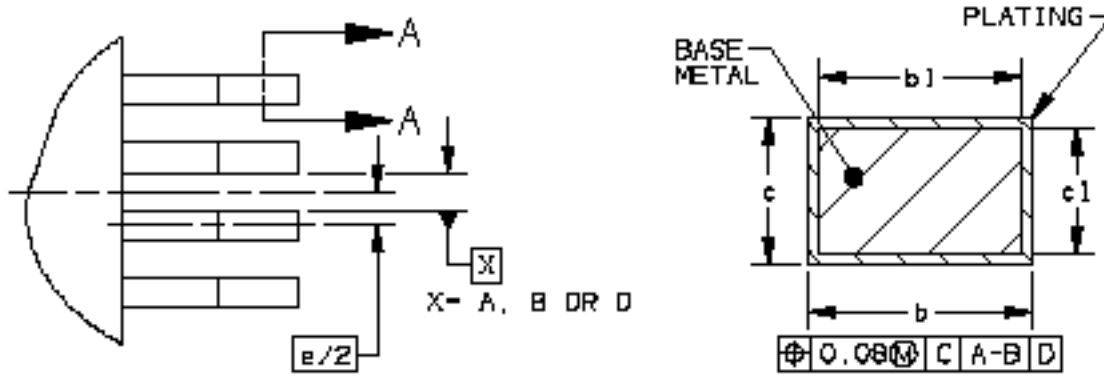 A
A
X
X= A, B OR D
e/2
PLATING
BASE
METAL
b1
c
c1
b
⌖ 0.08Ⓜ C A-B D